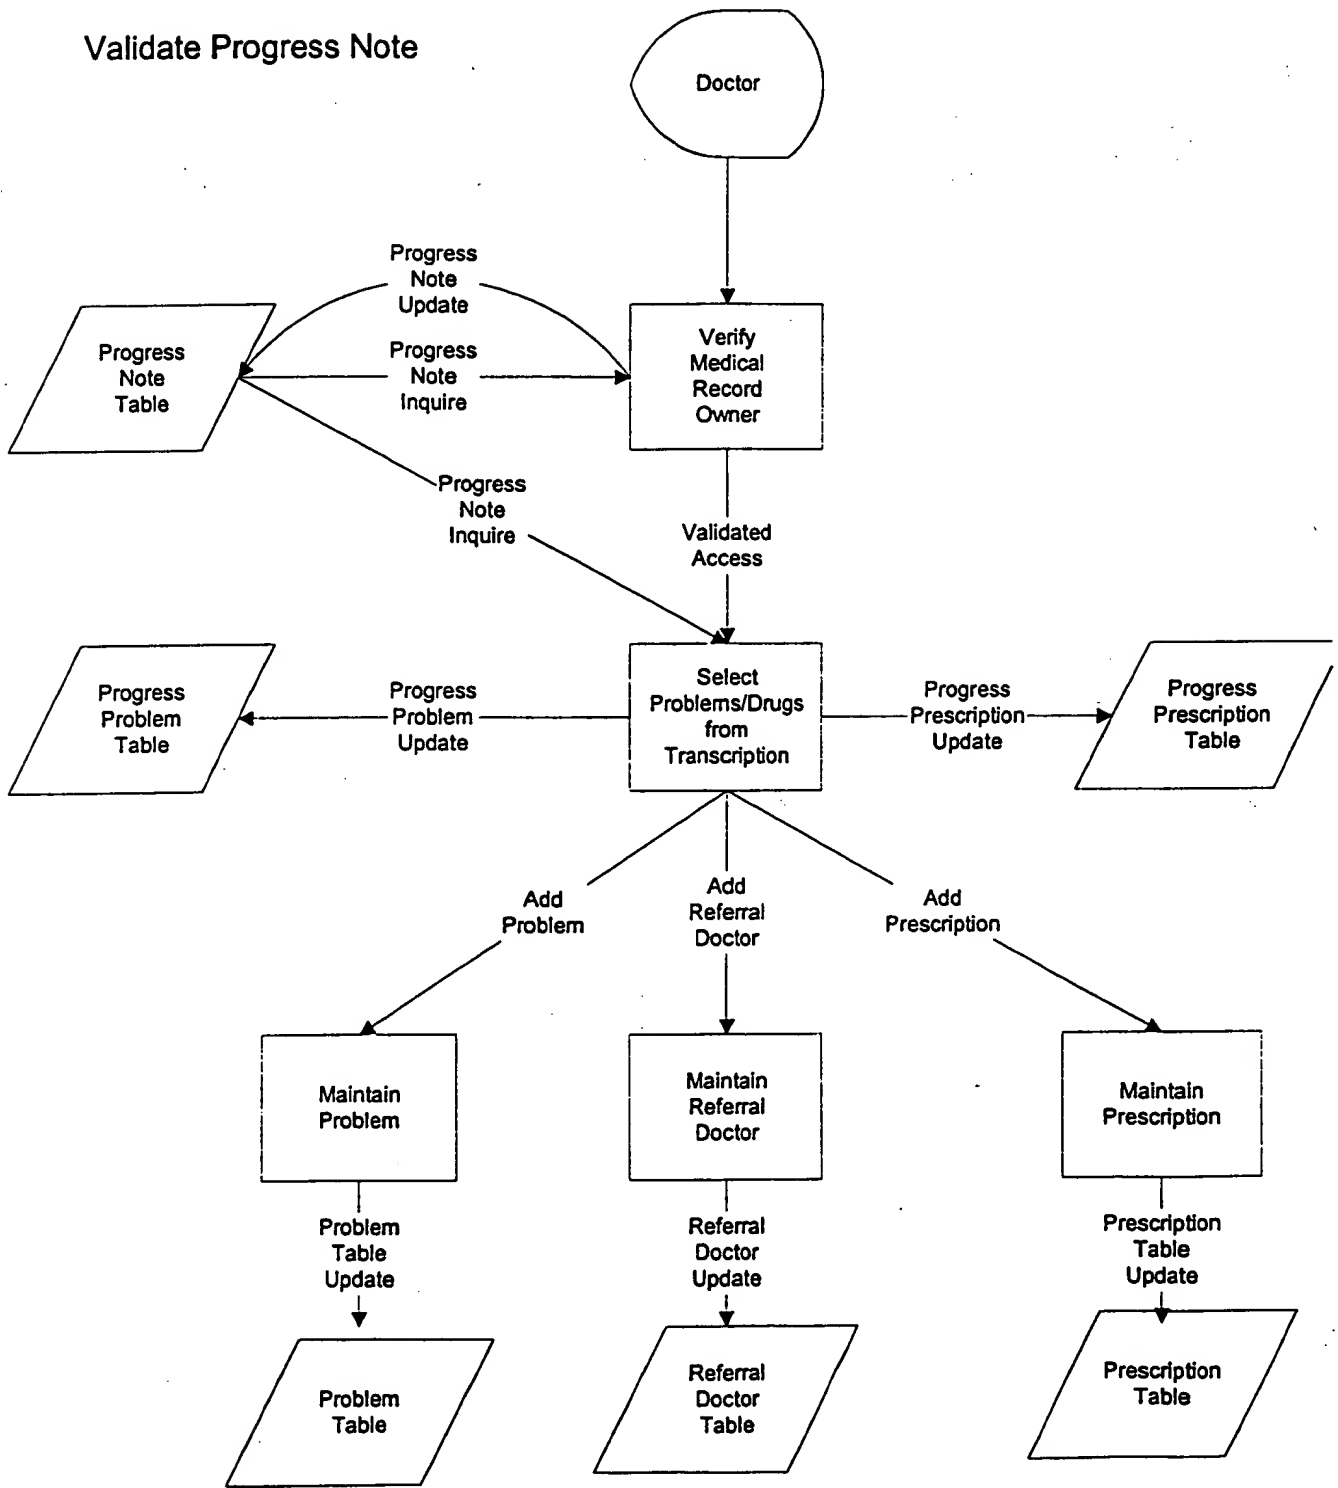 Validate Progress Note
Doctor
Progress
Note
Update
Progress
Note
Table
Progress
Note
Inquire
Verify
Medical
Record
Owner
Progress
Note
Inquire
Validated
Access
Progress
Problem
Table
Progress
Problem
Update
Select
Problems/Drugs
from
Transcription
Progress
Prescription
Update
Progress
Prescription
Table
Add
Problem
Add
Referral
Doctor
Add
Prescription
Maintain
Problem
Maintain
Referral
Doctor
Maintain
Prescription
Problem
Table
Update
Referral
Doctor
Update
Prescription
Table
Update
Problem
Table
Referral
Doctor
Table
Prescription
Table